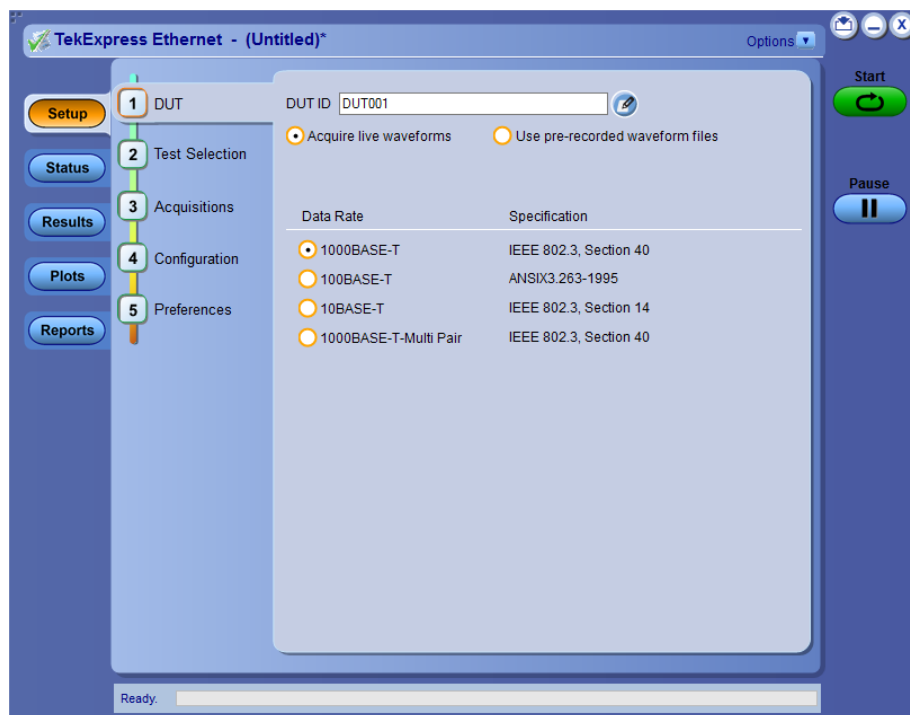 TekExpress Ethernet - (Untitled)*
Options
X
Start
Pause
Setup
Status
Results
Plots
Reports
1 DUT
2 Test Selection
3 Acquisitions
4 Configuration
5 Preferences
DUT ID DUT001
Acquire live waveforms Use pre-recorded waveform files
Data Rate Specification
1000BASE-T IEEE 802.3, Section 40
100BASE-T ANSIX3.263-1995
10BASE-T IEEE 802.3, Section 14
1000BASE-T-Multi Pair IEEE 802.3, Section 40
Ready.